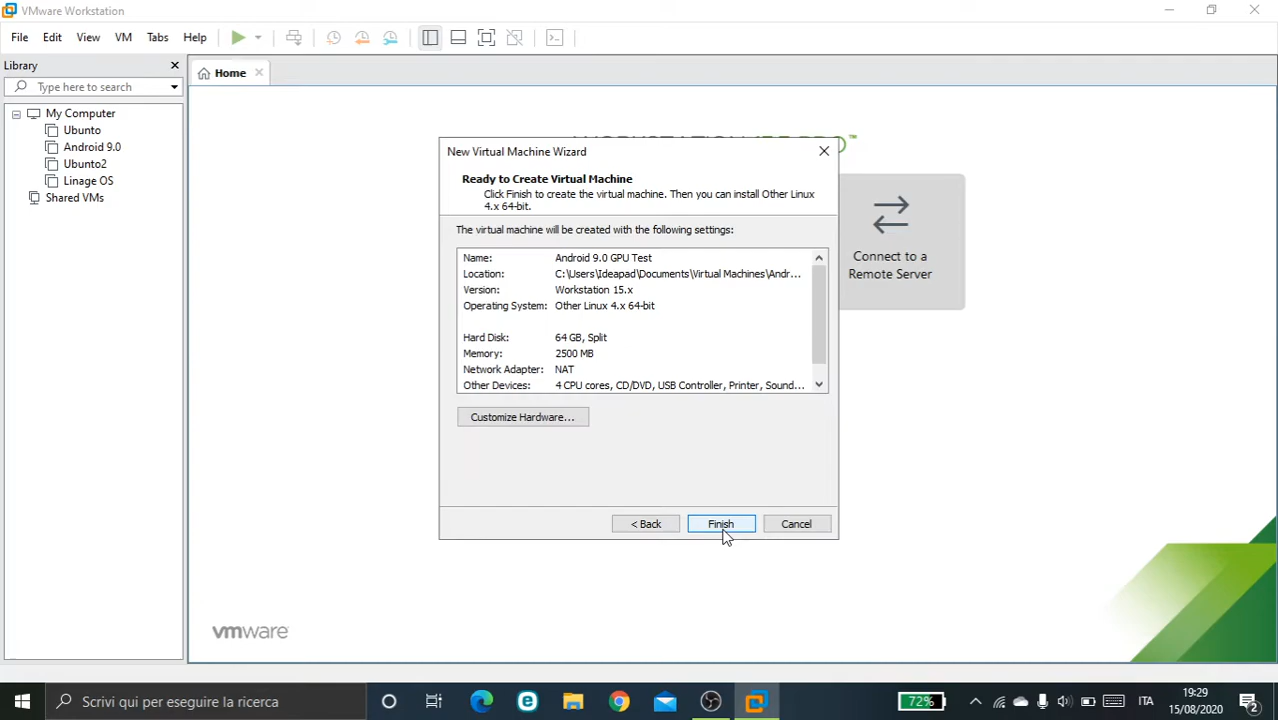 VMware Workstation
File Edit View VM Tabs Help
Library
Type here to search
Home
My Computer
Ubunto
Android 9.0
Ubunto2
Linage OS
Shared VMs
New Virtual Machine Wizard
Ready to Create Virtual Machine
Click Finish to create the virtual machine. Then you can install Other Linux
4.x 64-bit.
The virtual machine will be created with the following settings:
Name: Android 9.0 GPU Test
Location: C:\Users\Ideapad\Documents\Virtual Machines\Andr...
Version: Workstation 15.x
Operating System: Other Linux 4.x 64-bit
Hard Disk: 64 GB, Split
Memory: 2500 MB
Network Adapter: NAT
Other Devices: 4 CPU cores, CD/DVD, USB Controller, Printer, Sound...
Customize Hardware...
< Back Finish Cancel
Connect to a
Remote Server
vmware
Scrivi qui per eseguire la ricerca
72%
ITA
19:29
15/08/2020
2